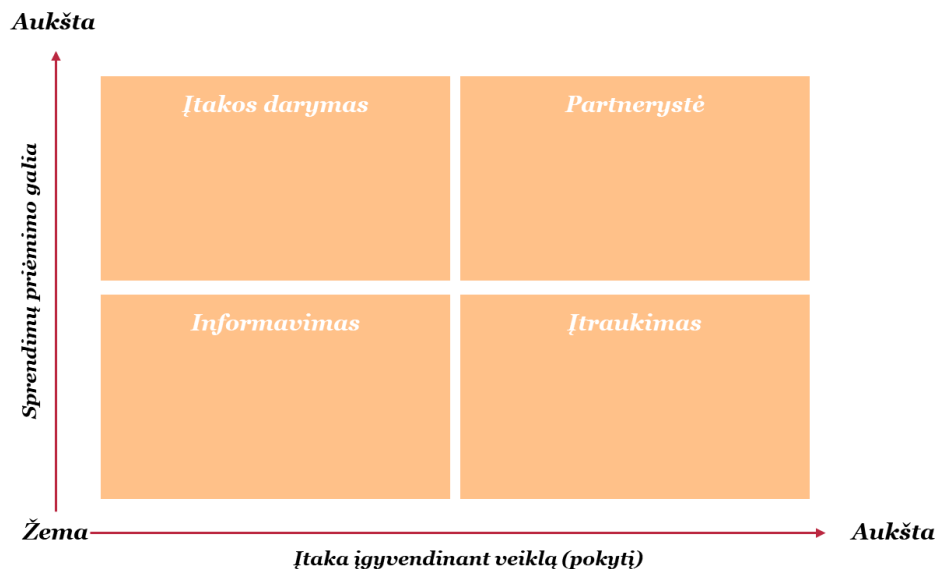 Aukšta
Įtakos darymas
Partnerystė
Sprendimų priėmimo galia
Informavimas
Įtraukimas
Žema
Aukšta
Įtaka įgyvendinant veiklą (pokytį)